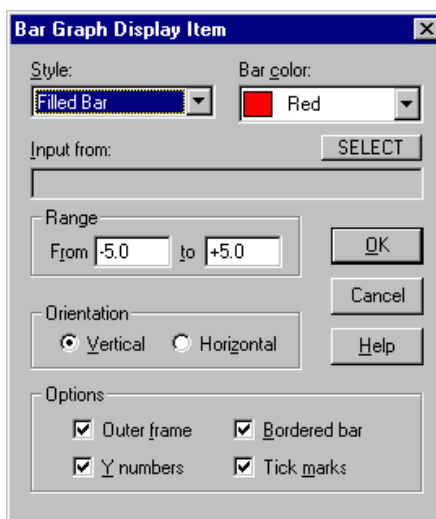 Bar Graph Display Item
Style: Bar color:
Filled Bar Red
Input from: SELECT
Range
From -5.0 to +5.0
OK
Cancel
Orientation
Vertical Horizontal
Help
Options
Outer frame Bordered bar
Y numbers Tick marks